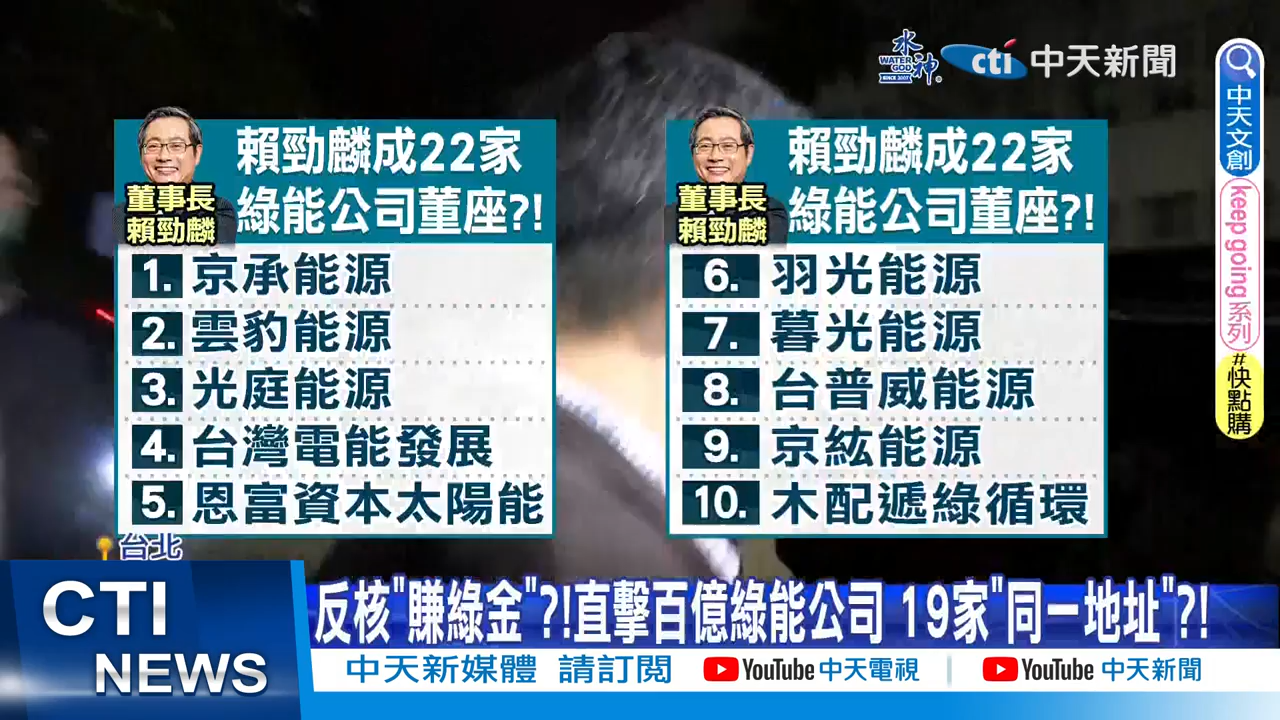 水神
WATER GOD
SINCE 2007
cti 中天新聞
中天文創
keep going系列
#快點購
賴勁麟成22家
綠能公司董座?!
董事長
賴勁麟
1. 京承能源
2. 雲豹能源
3. 光庭能源
4. 台灣電能發展
5. 恩富資本太陽能
賴勁麟成22家
綠能公司董座?!
董事長
賴勁麟
6. 羽光能源
7. 暮光能源
8. 台普威能源
9. 京紘能源
10. 木配遞綠循環
台北
CTI NEWS
反核"賺綠金"?!直擊百億綠能公司 19家"同一地址"?!
中天新媒體 請訂閱 YouTube 中天電視 YouTube 中天新聞